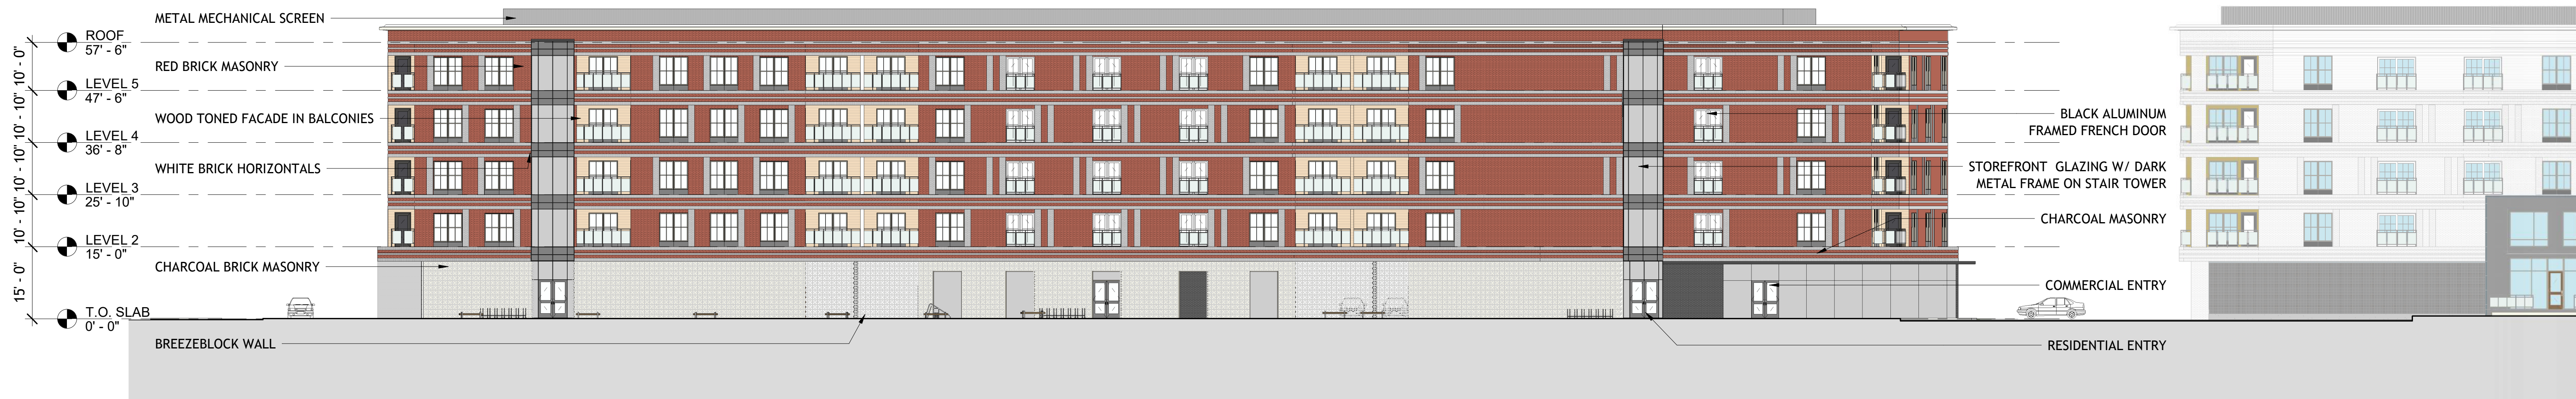 METAL MECHANICAL SCREEN
ROOF
57' - 6"
10' - 0"
RED BRICK MASONRY
LEVEL 5
47' - 6"
10' - 10"
WOOD TONED FACADE IN BALCONIES
LEVEL 4
36' - 8"
10' - 10"
WHITE BRICK HORIZONTALS
LEVEL 3
25' - 10"
10' - 10"
LEVEL 2
15' - 0"
CHARCOAL BRICK MASONRY
15' - 0"
T.O. SLAB
0' - 0"
BREEZEBLOCK WALL
BLACK ALUMINUM
FRAMED FRENCH DOOR
STOREFRONT GLAZING W/ DARK
METAL FRAME ON STAIR TOWER
CHARCOAL MASONRY
COMMERCIAL ENTRY
RESIDENTIAL ENTRY